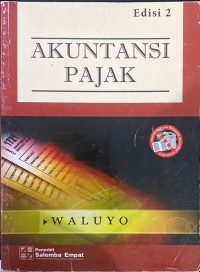 Edisi 2
AKUNTANSI
PAJAK
WALUYO
Penerbit
Salemba Empat